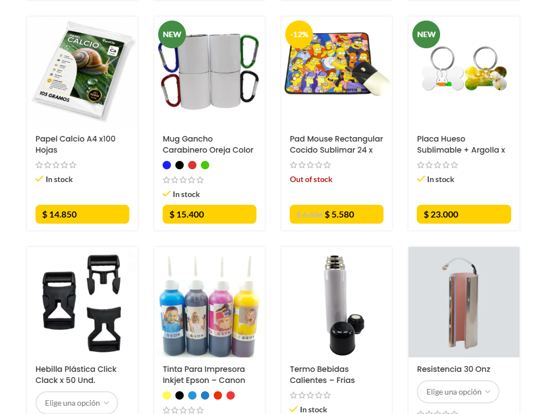 CALCIO
105 GRAMOS
NEW
-12%
NEW
Papel Calcio A4 x100
Hojas
In stock
$ 14.850
Mug Gancho
Carabinero Oreja Color
In stock
$ 15.400
Pad Mouse Rectangular
Cocido Sublimar 24 x
Out of stock
$ 5.580
Placa Hueso
Sublimable + Argolla x
In stock
$ 23.000
Hebilla Plástica Click
Clack x 50 Und.
Elige una opción
Tinta Para Impresora
Inkjet Epson – Canon
Termo Bebidas
Calientes – Frias
In stock
Resistencia 30 Onz
Elige una opción